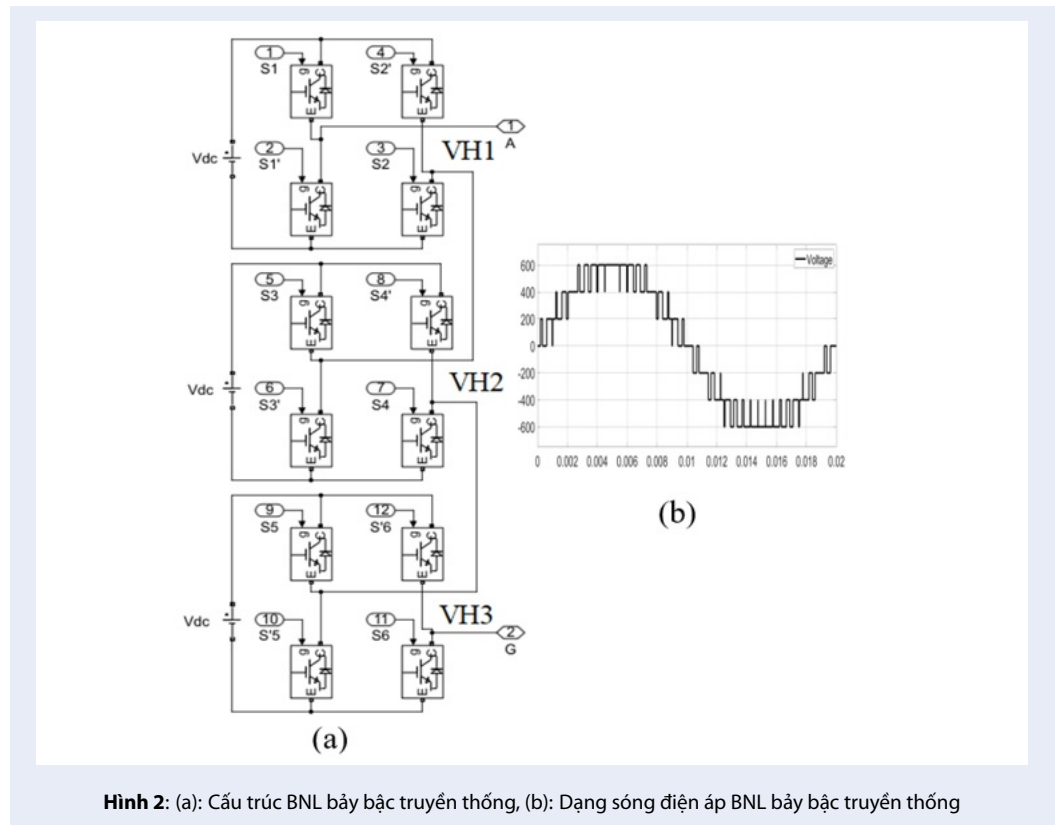 1
S1
4
S2'
1
A
VH1
2
S1'
3
S2
Vdc
g C E
g C E
g C E
g C E
5
S3
8
S4'
VH2
6
S3'
7
S4
Vdc
g C E
g C E
g C E
g C E
9
S5
12
S'6
VH3
10
S'5
11
S6
2
G
Vdc
g C E
g C E
g C E
g C E
(a)
Voltage
600
400
200
0
-200
-400
-600
0 0.002 0.004 0.006 0.008 0.01 0.012 0.014 0.016 0.018 0.02
(b)
Hình 2: (a): Cấu trúc BNL bảy bậc truyền thống, (b): Dạng sóng điện áp BNL bảy bậc truyền thống